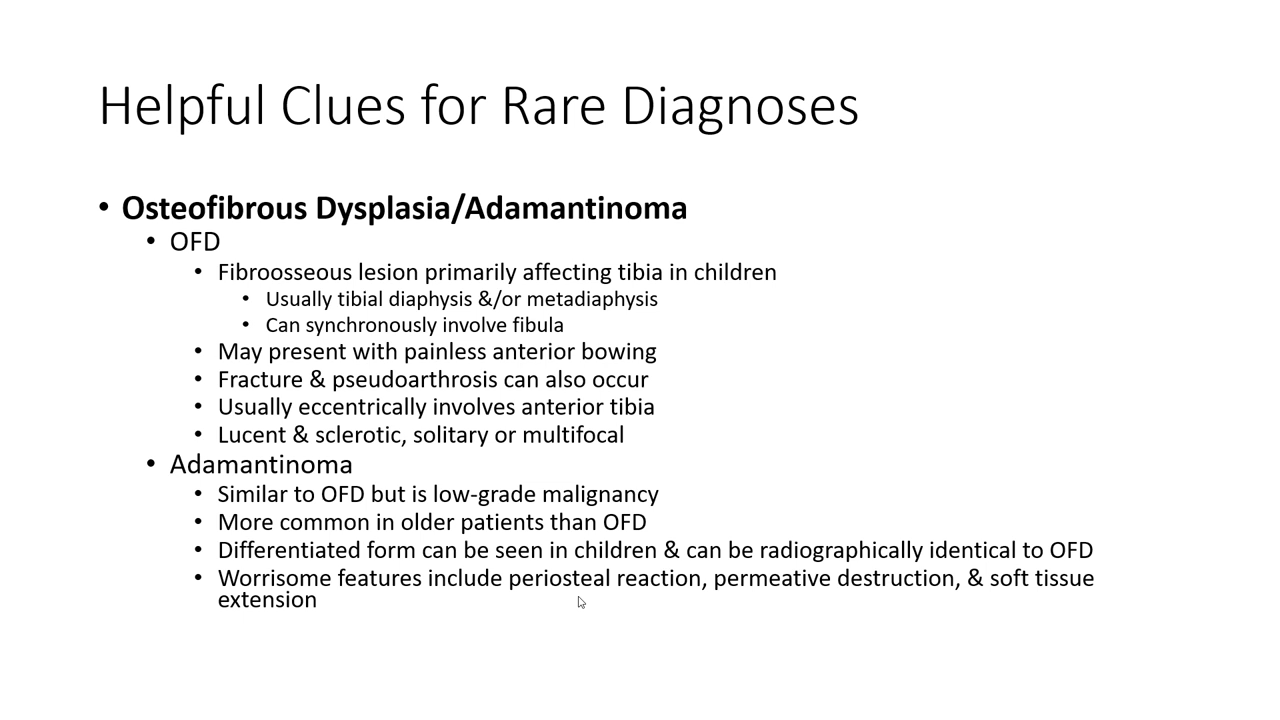 Helpful Clues for Rare Diagnoses
• Osteofibrous Dysplasia/Adamantinoma
• OFD
• Fibroosseous lesion primarily affecting tibia in children
• Usually tibial diaphysis &/or metadiaphysis
• Can synchronously involve fibula
• May present with painless anterior bowing
• Fracture & pseudoarthrosis can also occur
• Usually eccentrically involves anterior tibia
• Lucent & sclerotic, solitary or multifocal
• Adamantinoma
• Similar to OFD but is low-grade malignancy
• More common in older patients than OFD
• Differentiated form can be seen in children & can be radiographically identical to OFD
• Worrisome features include periosteal reaction, permeative destruction, & soft tissue
extension